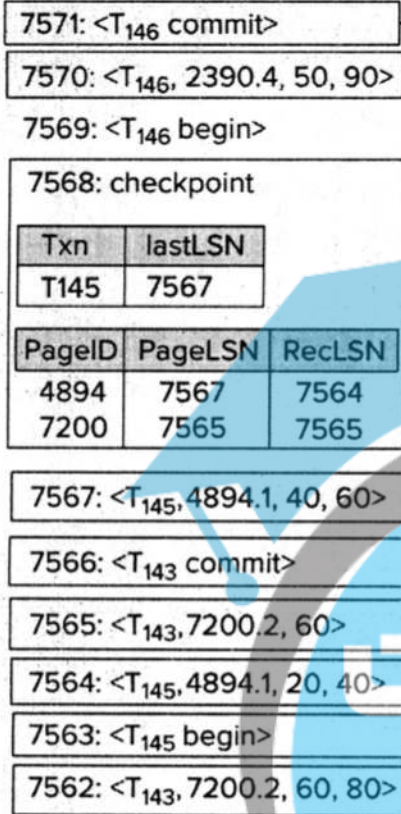 7571: <T₁₄₆ commit>
7570: <T₁₄₆, 2390.4, 50, 90>
7569: <T₁₄₆ begin>
7568: checkpoint
Txn lastLSN
T145 7567
PageID PageLSN RecLSN
4894 7567 7564
7200 7565 7565
7567: <T₁₄₅, 4894.1, 40, 60>
7566: <T₁₄₃ commit>
7565: <T₁₄₃, 7200.2, 60>
7564: <T₁₄₅, 4894.1, 20, 40>
7563: <T₁₄₅ begin>
7562: <T₁₄₃, 7200.2, 60, 80>